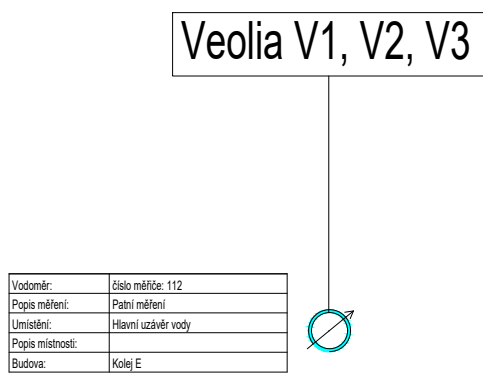 Veolia V1, V2, V3
Vodoměr: číslo měřiče: 112
Popis měření: Patní měření
Umístění: Hlavní uzávěr vody
Popis místnosti:
Budova: Kolej E